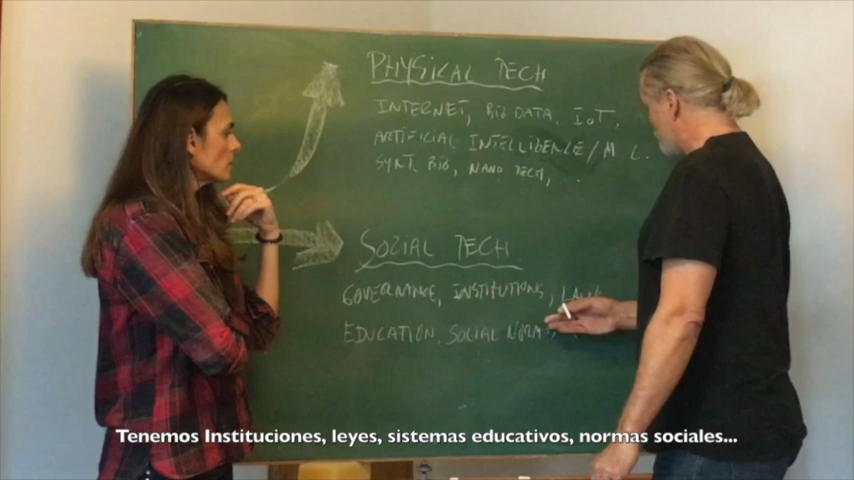 PHYSICAL TECH
INTERNET, BIG DATA, IOT,
ARTIFICIAL INTELLIGENCE/M L.
SYNT. BIO, NANO TECH, .
SOCIAL TECH
GOVERNANCE, INSTITUTIONS,
EDUCATION, SOCIAL
Tenemos Instituciones, leyes, sistemas educativos, normas sociales...